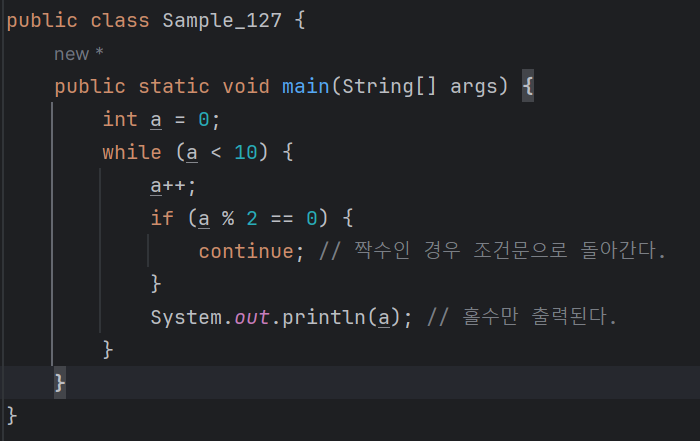 public class Sample_127 {
new *
public static void main(String[] args) {
int a = 0;
while (a < 10) {
a++;
if (a % 2 == 0) {
continue; // 짝수인 경우 조건문으로 돌아간다.
}
System.out.println(a); // 홀수만 출력된다.
}
}
}